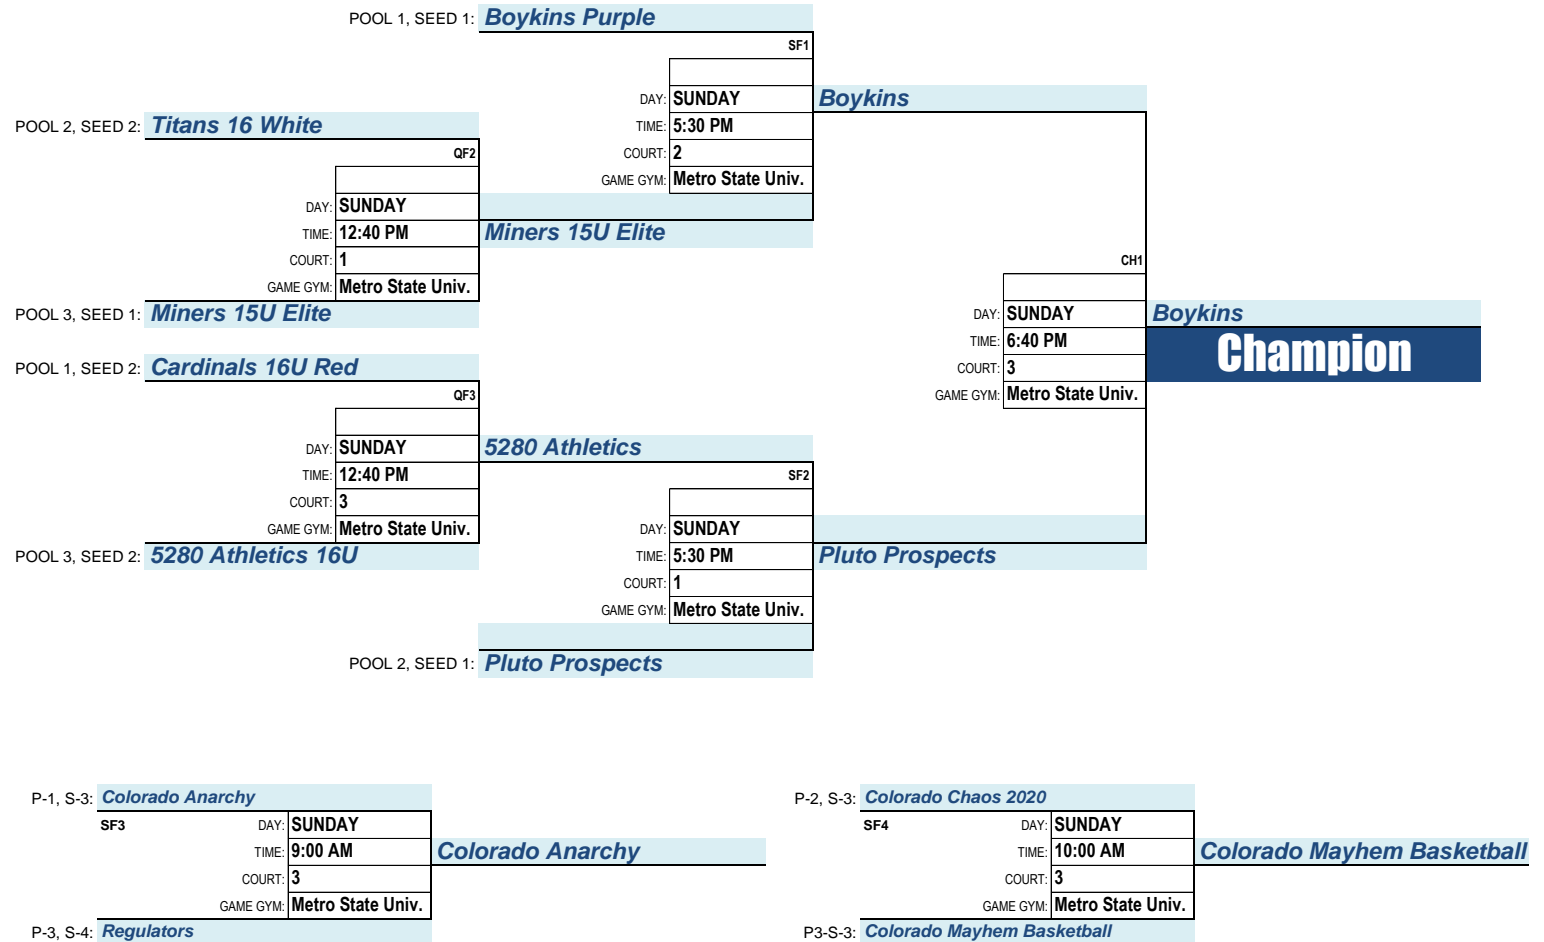 POOL 1, SEED 1: Boykins Purple
SF1
DAY: SUNDAY Boykins
POOL 2, SEED 2: Titans 16 White
TIME: 5:30 PM
QF2
COURT: 2
GAME GYM: Metro State Univ.
DAY: SUNDAY
TIME: 12:40 PM Miners 15U Elite
COURT: 1
CH1
GAME GYM: Metro State Univ.
POOL 3, SEED 1: Miners 15U Elite
DAY: SUNDAY Boykins
TIME: 6:40 PM
Champion
POOL 1, SEED 2: Cardinals 16U Red
COURT: 3
QF3
GAME GYM: Metro State Univ.
DAY: SUNDAY 5280 Athletics
TIME: 12:40 PM
SF2
COURT: 3
GAME GYM: Metro State Univ.
DAY: SUNDAY
POOL 3, SEED 2: 5280 Athletics 16U
TIME: 5:30 PM Pluto Prospects
COURT: 1
GAME GYM: Metro State Univ.
POOL 2, SEED 1: Pluto Prospects
P-1, S-3: Colorado Anarchy
P-2, S-3: Colorado Chaos 2020
SF3 DAY: SUNDAY
SF4 DAY: SUNDAY
TIME: 9:00 AM Colorado Anarchy
TIME: 10:00 AM Colorado Mayhem Basketball
COURT: 3
COURT: 3
GAME GYM: Metro State Univ.
GAME GYM: Metro State Univ.
P-3, S-4: Regulators
P3-S-3: Colorado Mayhem Basketball